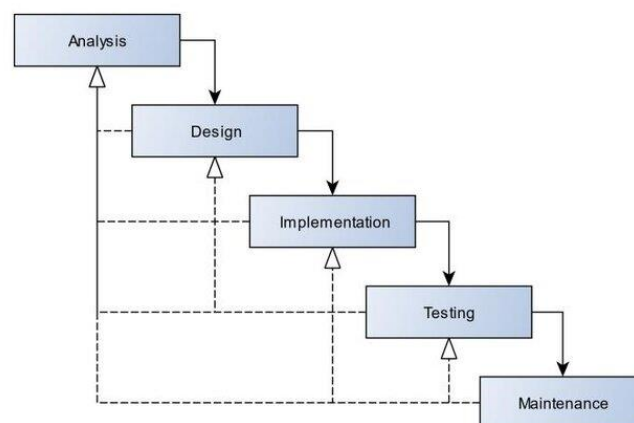 Analysis
Design
Implementation
Testing
Maintenance